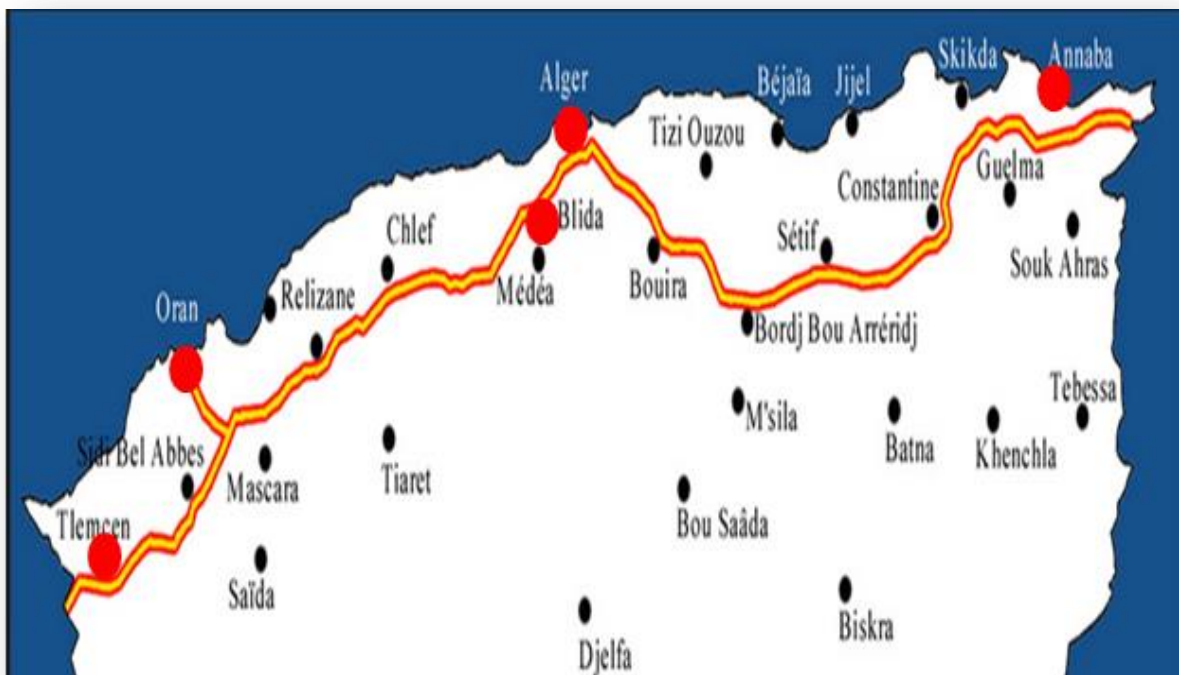 Skikda
Annaba
Alger
Béjaïa
Jijel
Tizi Ouzou
Guelma
Constantine
Blida
Chlef
Sétif
Souk Ahras
Médéa
Bouira
Relizane
Oran
Bordj Bou Arréridj
Tebessa
M'sila
Batna
Khenchla
Sidi Bel Abbes
Mascara
Tiaret
Tlemcen
Bou Saâda
Saïda
Biskra
Djelfa